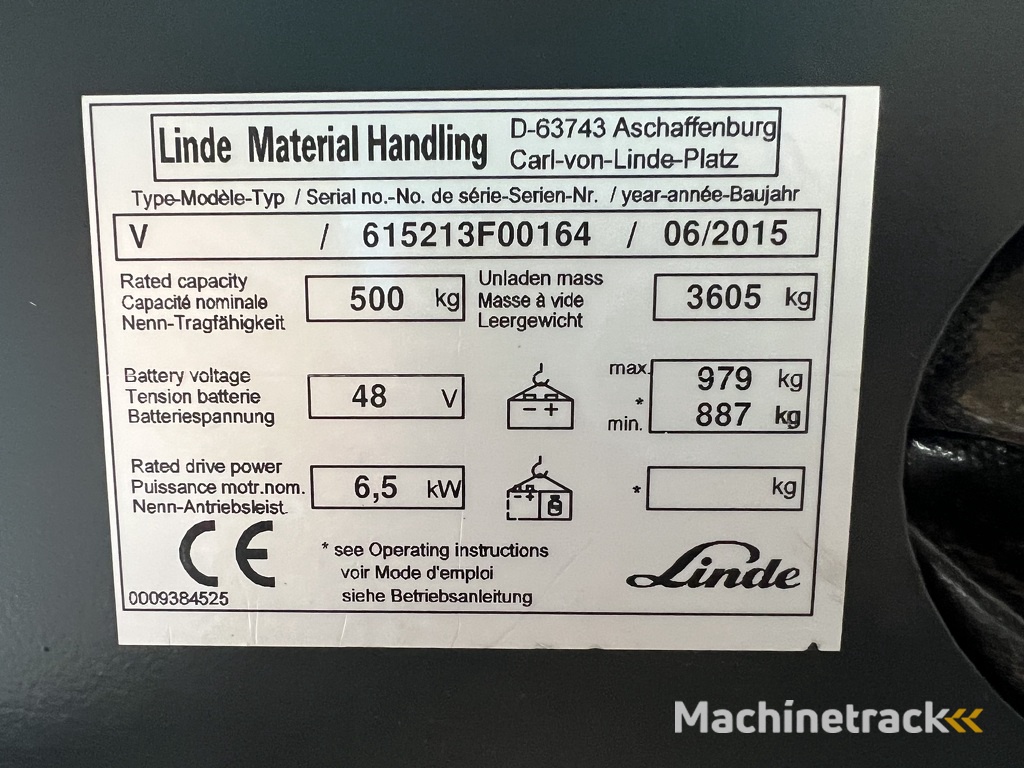 Linde Material Handling
D-63743 Aschaffenburg
Carl-von-Linde-Platz
Type-Modèle-Typ / Serial no.-No. de série-Serien-Nr. / year-année-Baujahr
V / 615213F00164 / 06/2015
Rated capacity
Capacité nominale
Nenn-Tragfähigkeit
500 kg
Unladen mass
Masse à vide
Leergewicht
3605 kg
Battery voltage
Tension batterie
Batteriespannung
48 V
- +
max. 979 kg
*
min. 887 kg
Rated drive power
Puissance motr.nom.
Nenn-Antriebsleist.
6,5 kW
- +
* kg
CE
0009384525
* see Operating instructions
voir Mode d'emploi
siehe Betriebsanleitung
Linde
Machinetrack